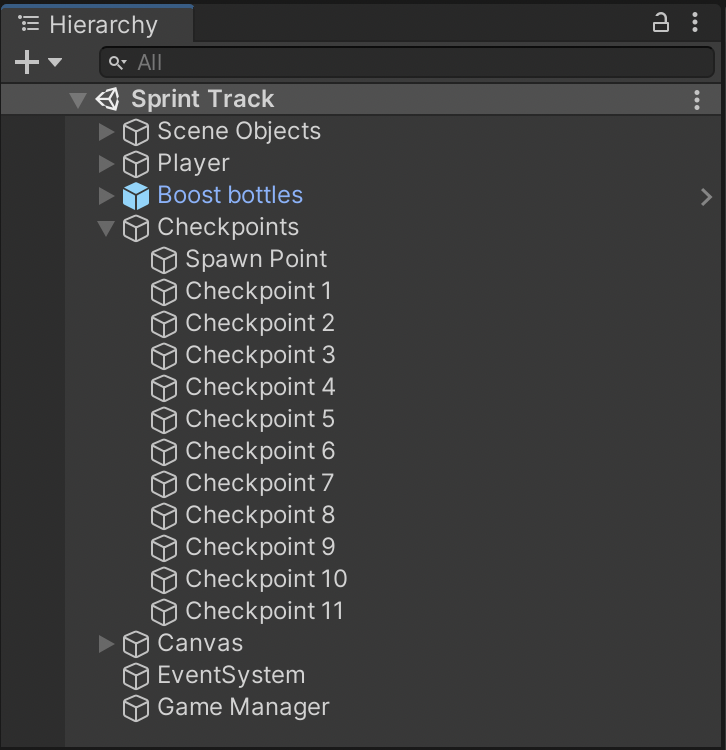 Hierarchy
All
Sprint Track
Scene Objects
Player
Boost bottles
Checkpoints
Spawn Point
Checkpoint 1
Checkpoint 2
Checkpoint 3
Checkpoint 4
Checkpoint 5
Checkpoint 6
Checkpoint 7
Checkpoint 8
Checkpoint 9
Checkpoint 10
Checkpoint 11
Canvas
EventSystem
Game Manager